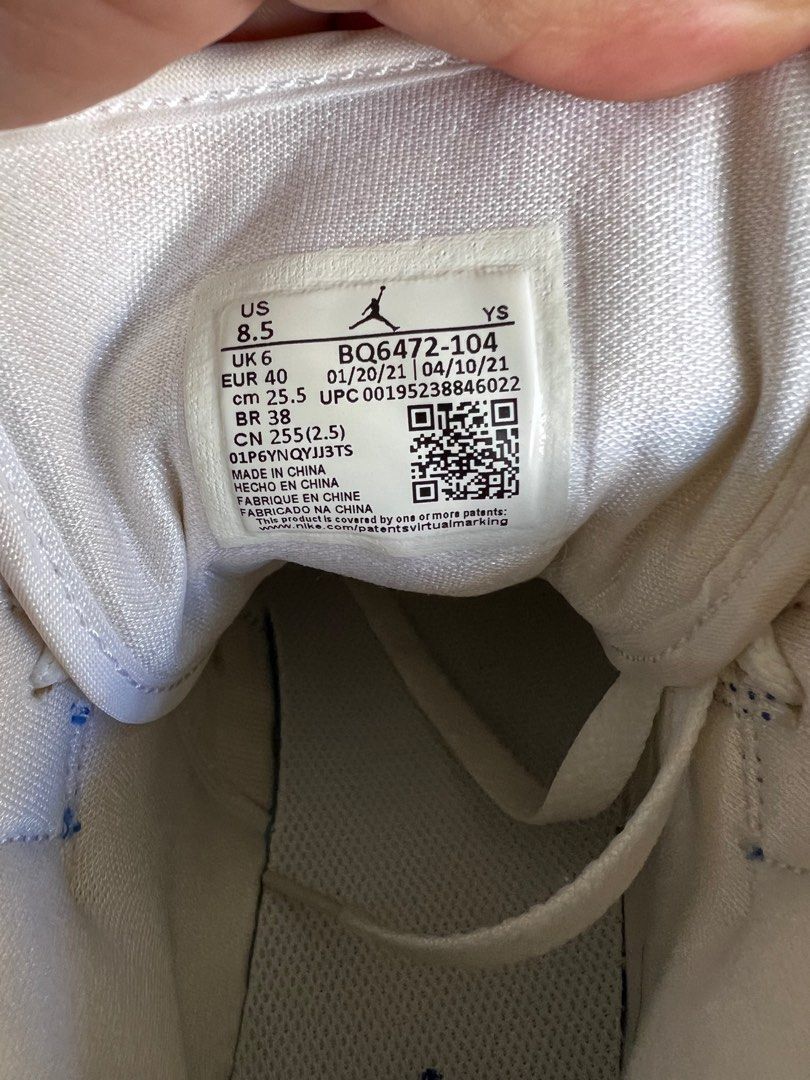 US
8.5
YS
UK 6
BQ6472-104
EUR 40
01/20/21 | 04/10/21
cm 25.5
UPC 00195238846022
BR 38
CN 255(2.5)
01P6YNQYJJ3TS
MADE IN CHINA
HECHO EN CHINA
FABRIQUE EN CHINE
FABRICADO NA CHINA
This product is covered by one or more patents:
www.nike.com/patentsvirtualmarking